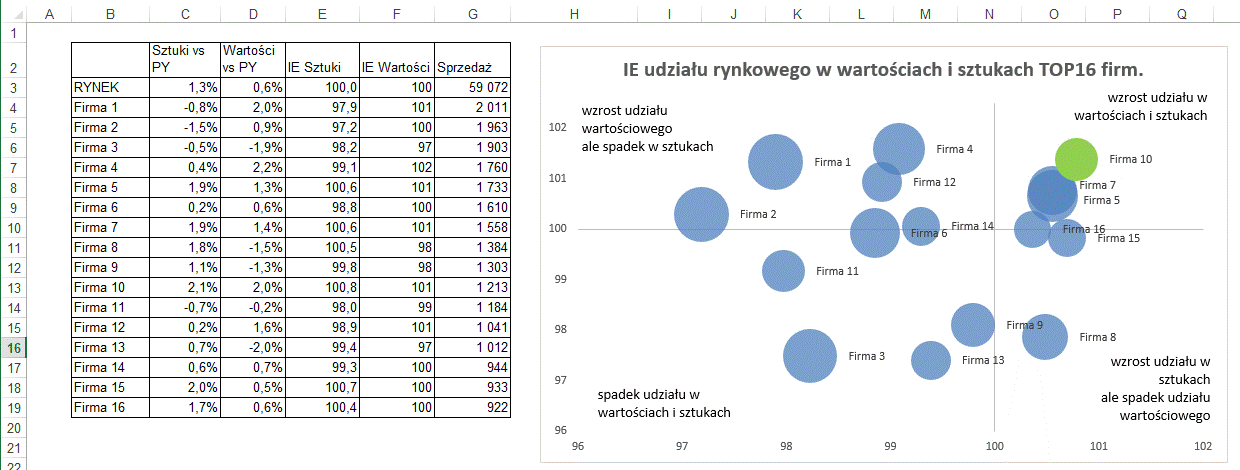 A B C D E F G H I J K L M N O P Q
1
2
3
4
5
6
7
8
9
10
11
12
13
14
15
16
17
18
19
20
21
22
Sztuki vs PY Wartości vs PY IE Sztuki IE Wartości Sprzedaż
RYNEK 1,3% 0,6% 100,0 100 59 072
Firma 1 -0,8% 2,0% 97,9 101 2 011
Firma 2 -1,5% 0,9% 97,2 100 1 963
Firma 3 -0,5% -1,9% 98,2 97 1 903
Firma 4 0,4% 2,2% 99,1 102 1 760
Firma 5 1,9% 1,3% 100,6 101 1 733
Firma 6 0,2% 0,6% 98,8 100 1 610
Firma 7 1,9% 1,4% 100,6 101 1 558
Firma 8 1,8% -1,5% 100,5 98 1 384
Firma 9 1,1% -1,3% 99,8 98 1 303
Firma 10 2,1% 2,0% 100,8 101 1 213
Firma 11 -0,7% -0,2% 98,0 99 1 184
Firma 12 0,2% 1,6% 98,9 101 1 041
Firma 13 0,7% -2,0% 99,4 97 1 012
Firma 14 0,6% 0,7% 99,3 100 944
Firma 15 2,0% 0,5% 100,7 100 933
Firma 16 1,7% 0,6% 100,4 100 922
IE udziału rynkowego w wartościach i sztukach TOP16 firm.
wzrost udziału
wartościowego
ale spadek w sztukach
wzrost udziału w
wartościach i sztukach
102
101
100
99
98
97
96
Firma 1
Firma 4
Firma 10
Firma 12
Firma 7
Firma 5
Firma 2
Firma 6
Firma 14
Firma 16
Firma 15
Firma 11
Firma 9
Firma 8
Firma 3
Firma 13
spadek udziału w
wartościach i sztukach
wzrost udziału w
sztukach
ale spadek udziału
wartościowego
96 97 98 99 100 101 102